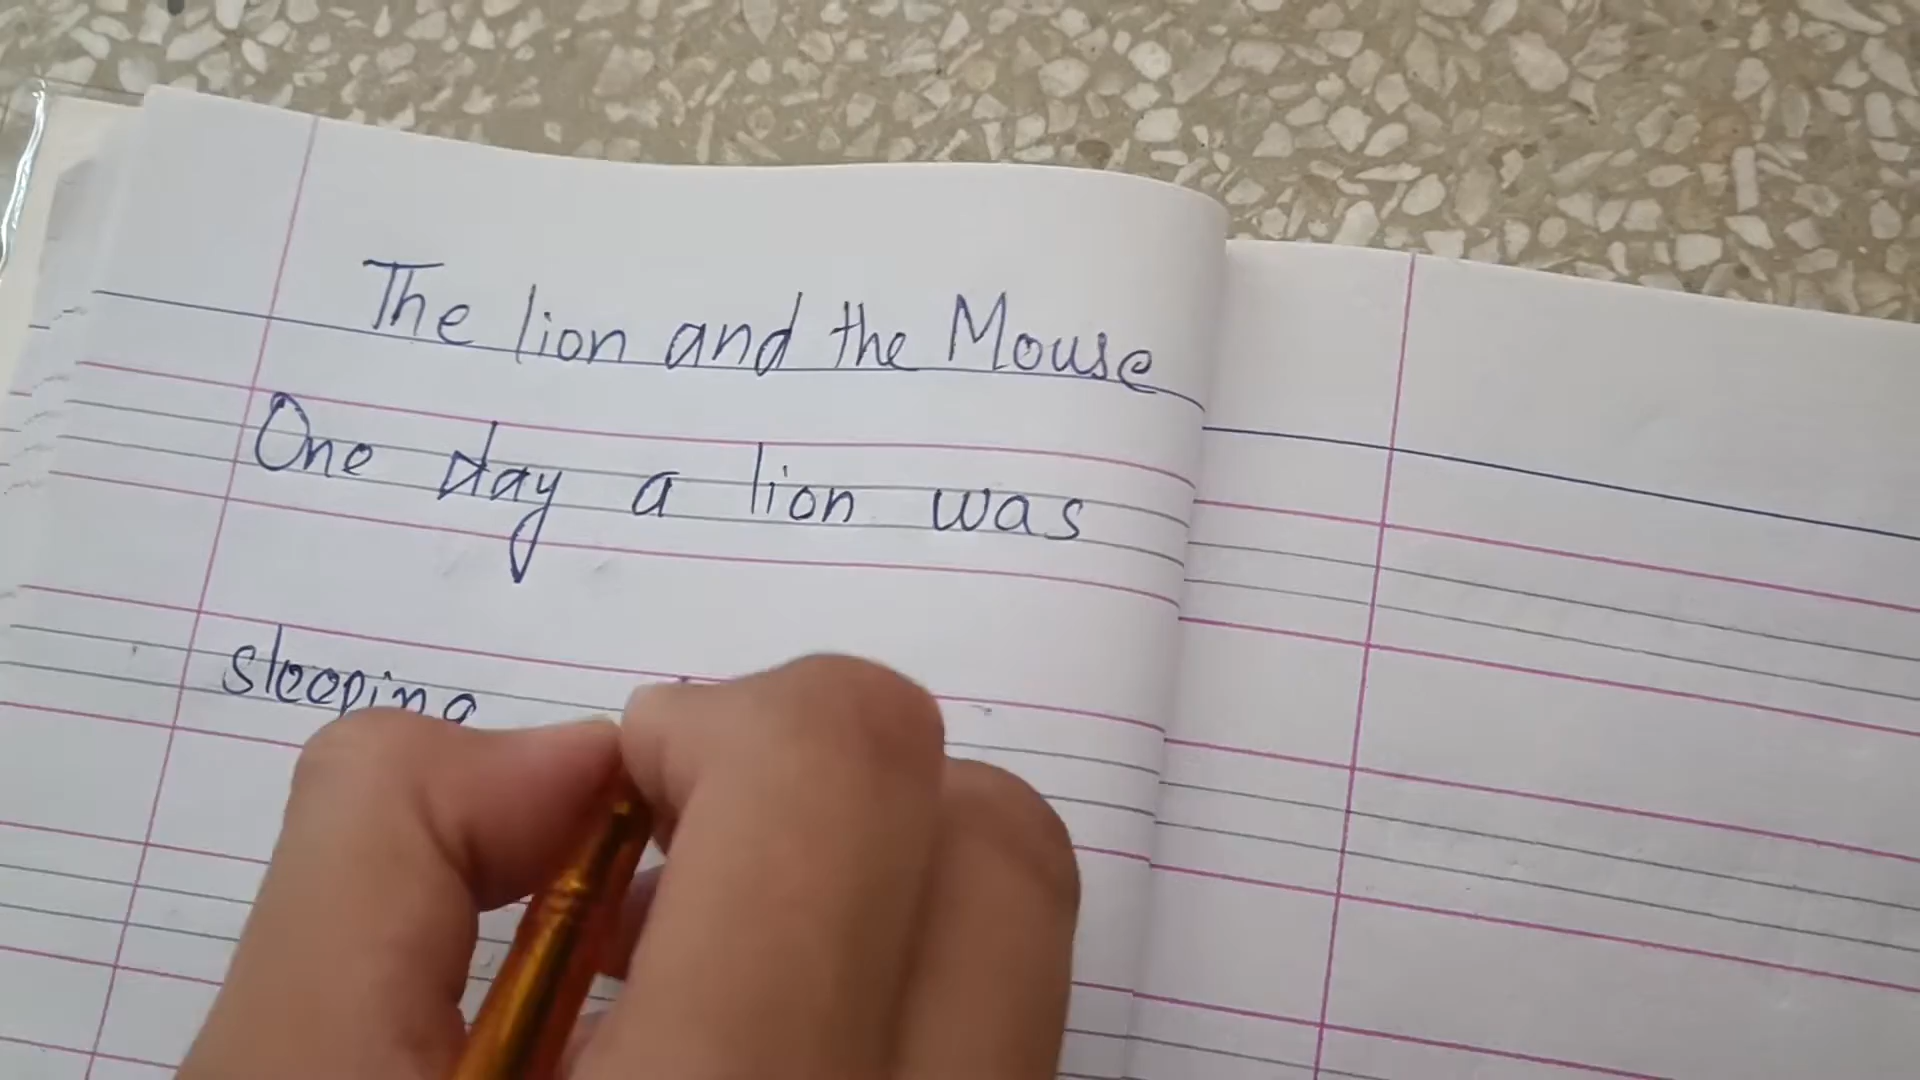 The lion and the Mouse
One day a lion was
sleeping